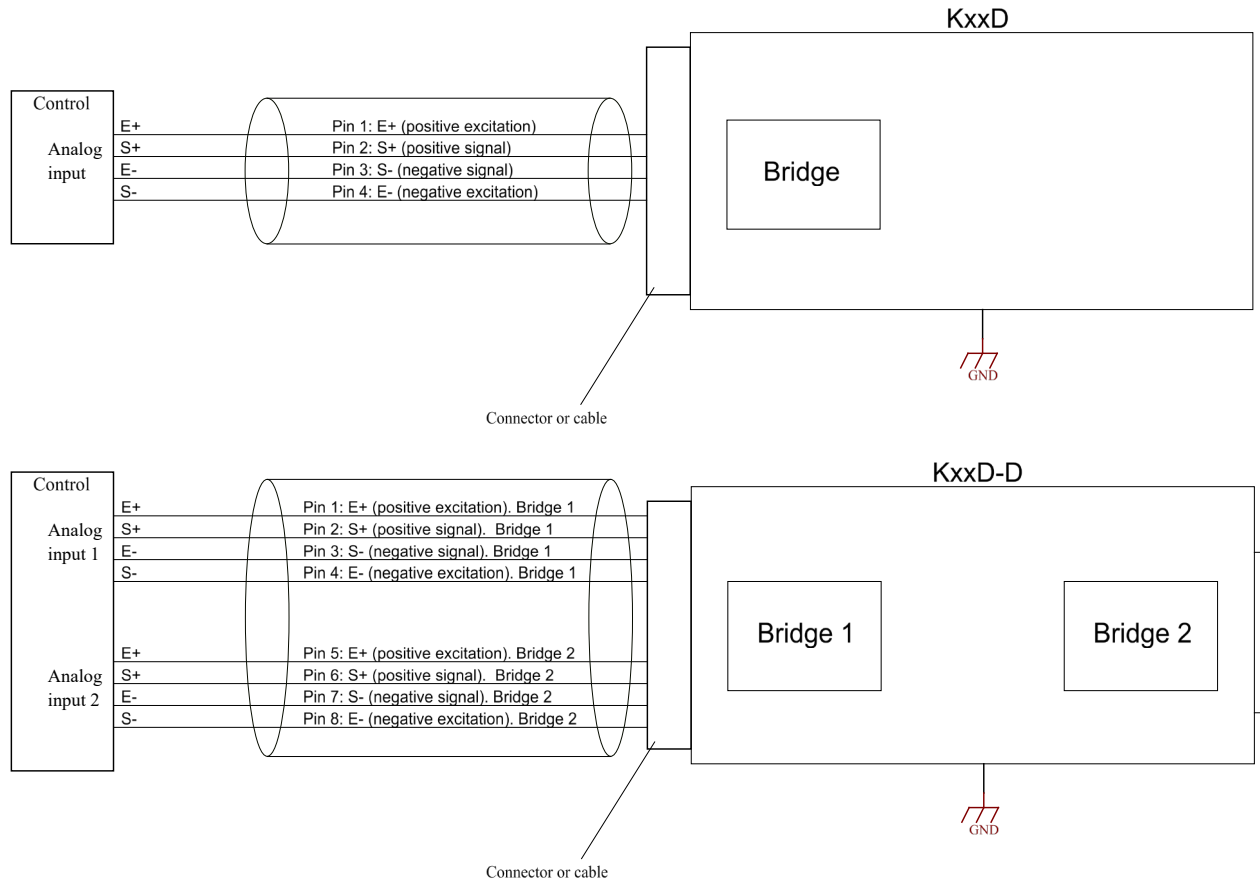 KxxD
Control
Analog
input
E+
S+
E-
S-
Pin 1: E+ (positive excitation)
Pin 2: S+ (positive signal)
Pin 3: S- (negative signal)
Pin 4: E- (negative excitation)
Bridge
GND
Connector or cable
KxxD-D
Control
Analog
input 1
E+
S+
E-
S-
Pin 1: E+ (positive excitation). Bridge 1
Pin 2: S+ (positive signal).  Bridge 1
Pin 3: S- (negative signal). Bridge 1
Pin 4: E- (negative excitation). Bridge 1
Analog
input 2
E+
S+
E-
S-
Pin 5: E+ (positive excitation). Bridge 2
Pin 6: S+ (positive signal).  Bridge 2
Pin 7: S- (negative signal). Bridge 2
Pin 8: E- (negative excitation). Bridge 2
Bridge 1
Bridge 2
GND
Connector or cable